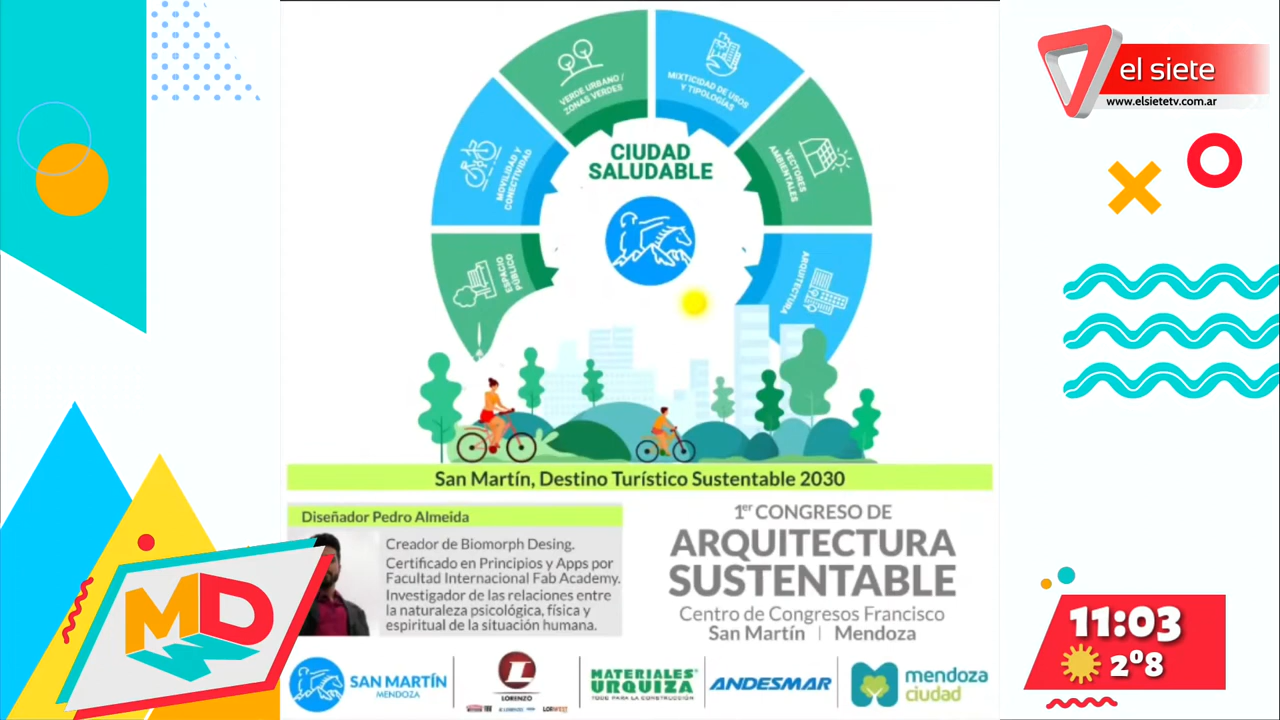 el siete
www.elsietetv.com.ar
VERDE URBANO /
ZONAS VERDES
MIXTICIDAD DE USOS
Y TIPOLOGÍAS
MOVILIDAD Y
CONECTIVIDAD
VECTORES
AMBIENTALES
CIUDAD
SALUDABLE
ESPACIO
PÚBLICO
ARQUITECTURA
San Martín, Destino Turístico Sustentable 2030
Diseñador Pedro Almeida
Creador de Biomorph Desing.
Certificado en Principios y Apps por
Facultad Internacional Fab Academy.
Investigador de las relaciones entre
la naturaleza psicológica, física y
espiritual de la situación humana.
1er CONGRESO DE
ARQUITECTURA
SUSTENTABLE
Centro de Congresos Francisco
San Martín | Mendoza
MD
11:03
2º8
SAN MARTÍN
MENDOZA
L
LORENZO
MATERIALES
URQUIZA
TODO PARA LA CONSTRUCCIÓN
ANDESMAR
mendoza
ciudad